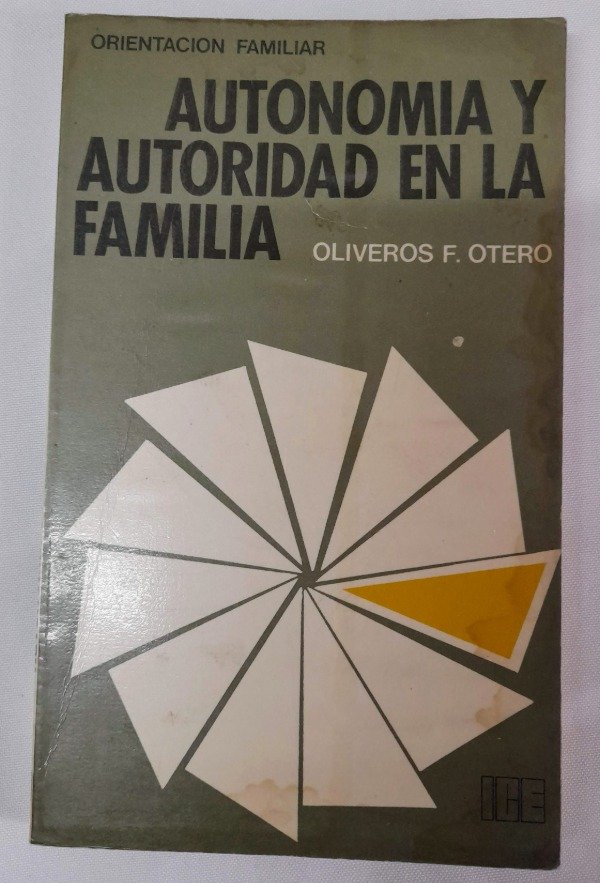 ORIENTACION FAMILIAR
AUTONOMIA Y
AUTORIDAD EN LA
FAMILIA
OLIVEROS F. OTERO
ICE